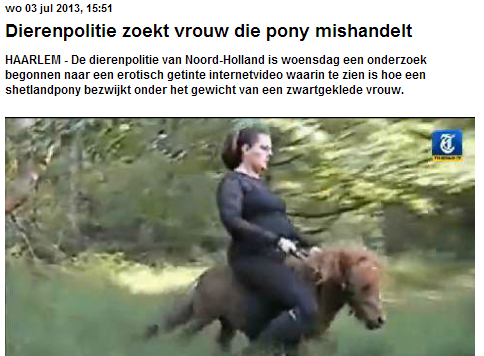 wo 03 jul 2013, 15:51
Dierenpolitie zoekt vrouw die pony mishandelt
HAARLEM - De dierenpolitie van Noord-Holland is woensdag een onderzoek
begonnen naar een erotisch getinte internetvideo waarin te zien is hoe een
shetlandpony bezwijkt onder het gewicht van een zwartgeklede vrouw.